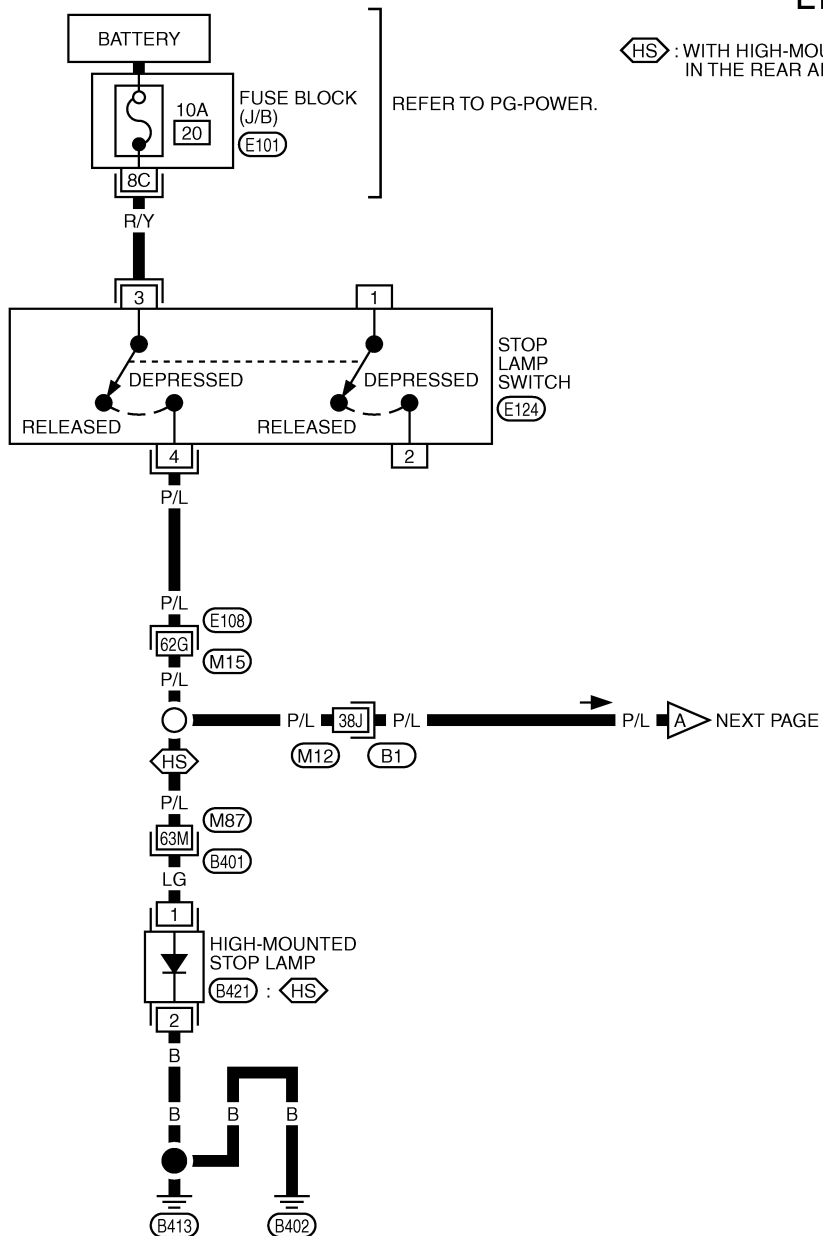 BATTERY
10A
20
FUSE BLOCK
(J/B)
E101
REFER TO PG-POWER.
HS : WITH
IN THE REAR
8C
R/Y
3
1
DEPRESSED
RELEASED
DEPRESSED
RELEASED
STOP
LAMP
SWITCH
E124
4
2
P/L
P/L
E108
62G
M15
P/L
P/L
38J
P/L
P/L
A
NEXT PAGE
M12
B1
HS
P/L
M87
63M
B401
LG
1
HIGH-MOUNTED
STOP LAMP
B421 : HS
2
B
B
B
B
B413
B402